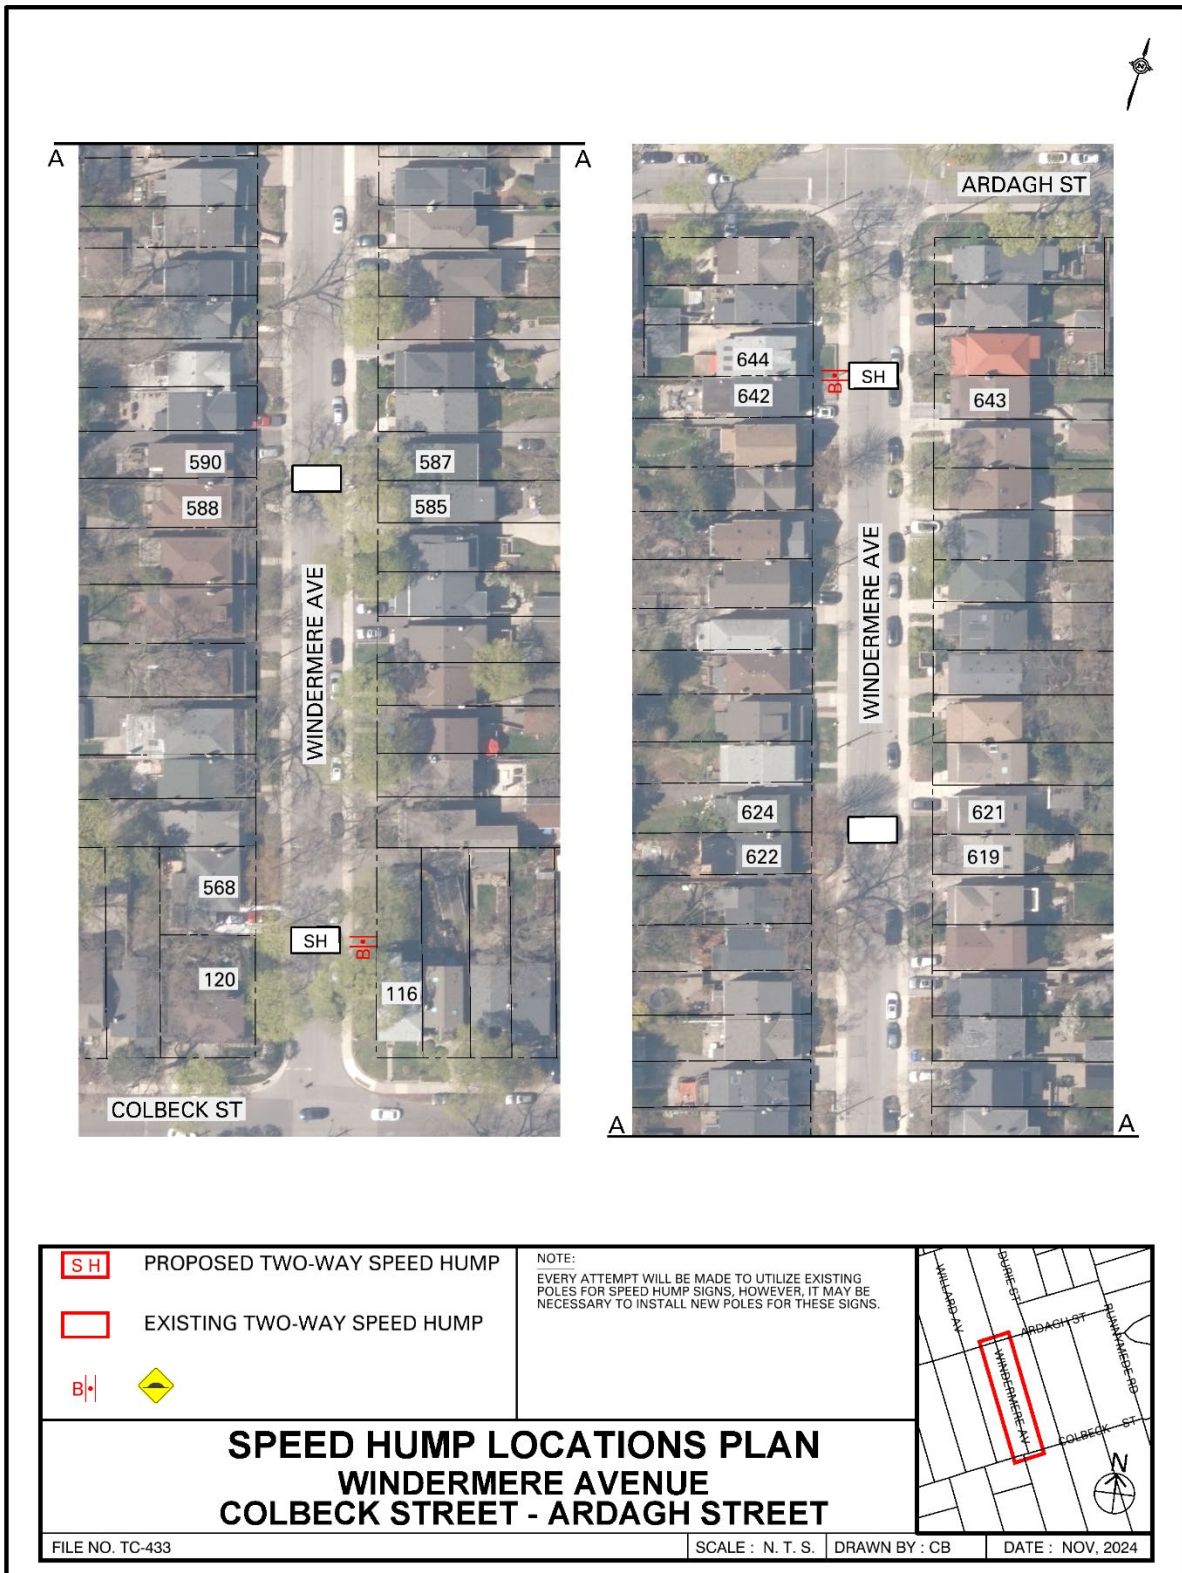 A
A
590
587
588
585
WINDERMERE AVE
568
SH
B
120
116
COLBECK ST
ARDAGH ST
644
SH
B
642
643
WINDERMERE AVE
624
621
622
619
A
A
SH PROPOSED TWO-WAY SPEED HUMP
EXISTING TWO-WAY SPEED HUMP
B
NOTE:
EVERY ATTEMPT WILL BE MADE TO UTILIZE EXISTING
POLES FOR SPEED HUMP SIGNS, HOWEVER, IT MAY BE
NECESSARY TO INSTALL NEW POLES FOR THESE SIGNS.
WILLARD AV
DURIE ST
ARDAGH ST
RUNNYMEDE RD
WINDERMERE AV
COLBECK ST
N
SPEED HUMP LOCATIONS PLAN
WINDERMERE AVENUE
COLBECK STREET - ARDAGH STREET
FILE NO. TC-433
SCALE : N. T. S.
DRAWN BY : CB
DATE : NOV, 2024